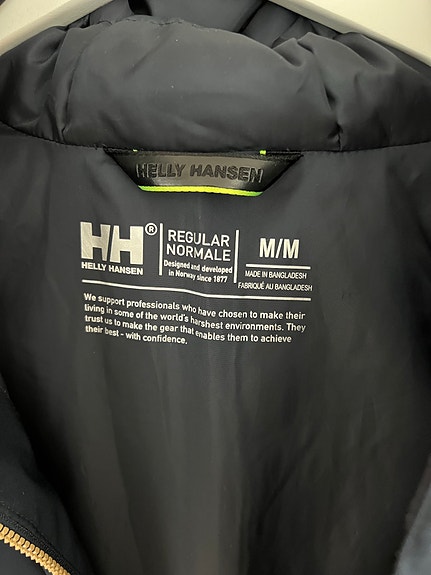 HELLY HANSEN
HH®
HELLY HANSEN
REGULAR
NORMALE
Designed and developed
in Norway since 1877
M/M
MADE IN BANGLADESH
FABRIQUÉ AU BANGLADESH
We support professionals who have chosen to make their
living in some of the world's harshest environments. They
trust us to make the gear that enables them to achieve
their best - with confidence.